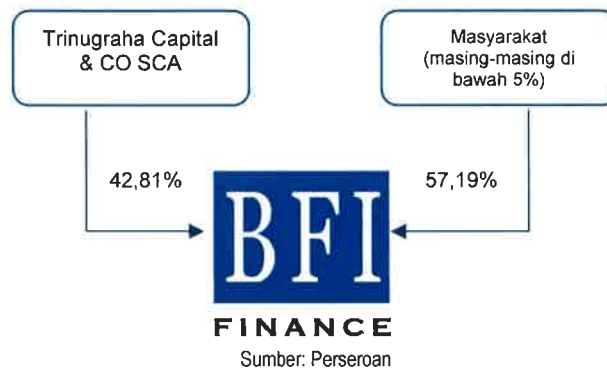 Trinugraha Capital
& CO SCA
Masyarakat
(masing-masing di
bawah 5%)
42,81%
57,19%
BFI
FINANCE
Sumber: Perseroan